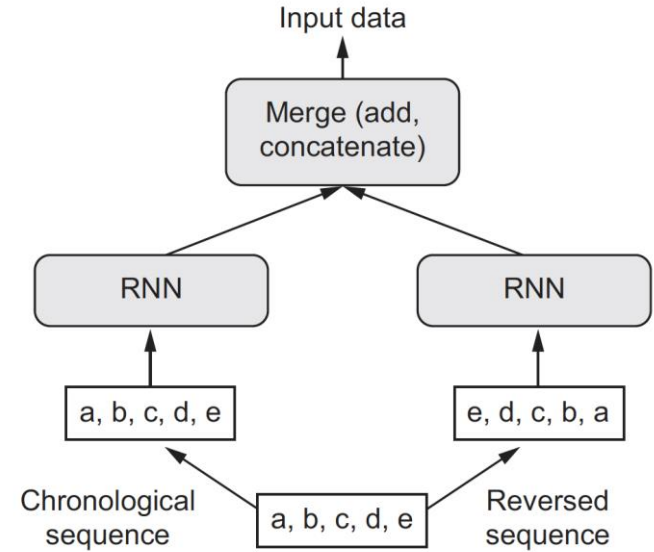 Input data
Merge (add,
concatenate)
RNN
RNN
a, b, c, d, e
e, d, c, b, a
Chronological
sequence
a, b, c, d, e
Reversed
sequence